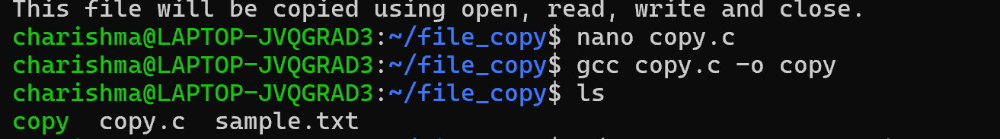 This file will be copied using open, read, write and close.
charishma@LAPTOP-JVQGRAD3:~/file_copy$ nano copy.c
charishma@LAPTOP-JVQGRAD3:~/file_copy$ gcc copy.c -o copy
charishma@LAPTOP-JVQGRAD3:~/file_copy$ ls
copy  copy.c  sample.txt